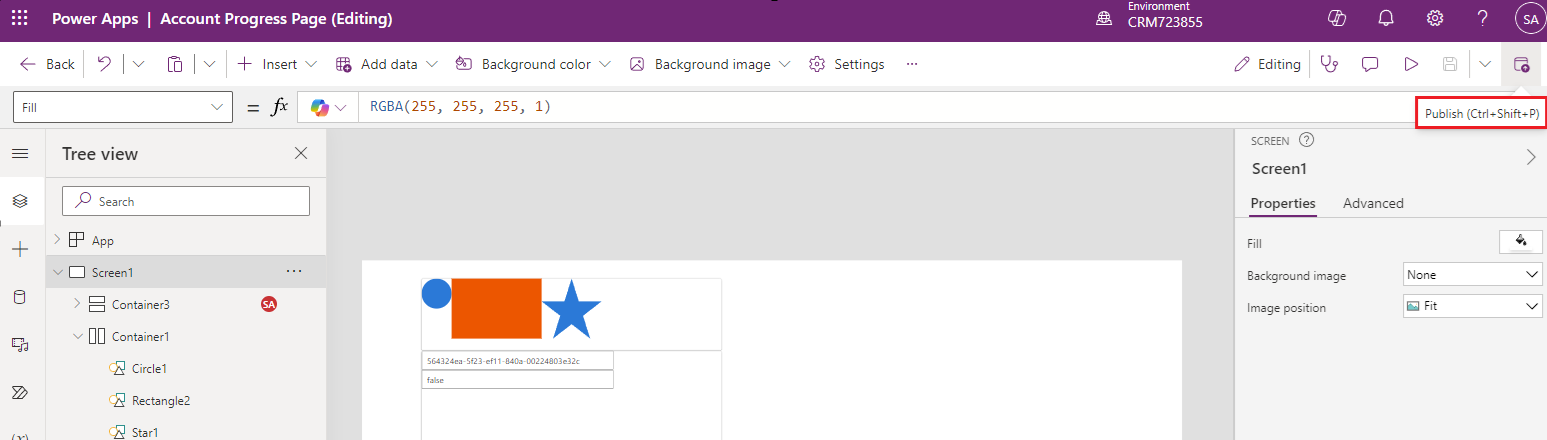 Power Apps | Account Progress Page (Editing)
Environment
CRM723855
SA
Back
Insert
Add data
Background color
Background image
Settings
Editing
Fill
= fx
RGBA(255, 255, 255, 1)
Publish (Ctrl+Shift+P)
Tree view
Search
App
Screen1
Container3
SA
Container1
Circle1
Rectangle2
Star1
564324ea-5f23-ef11-840a-00224803e32c
false
SCREEN
Screen1
Properties Advanced
Fill
Background image None
Image position Fit